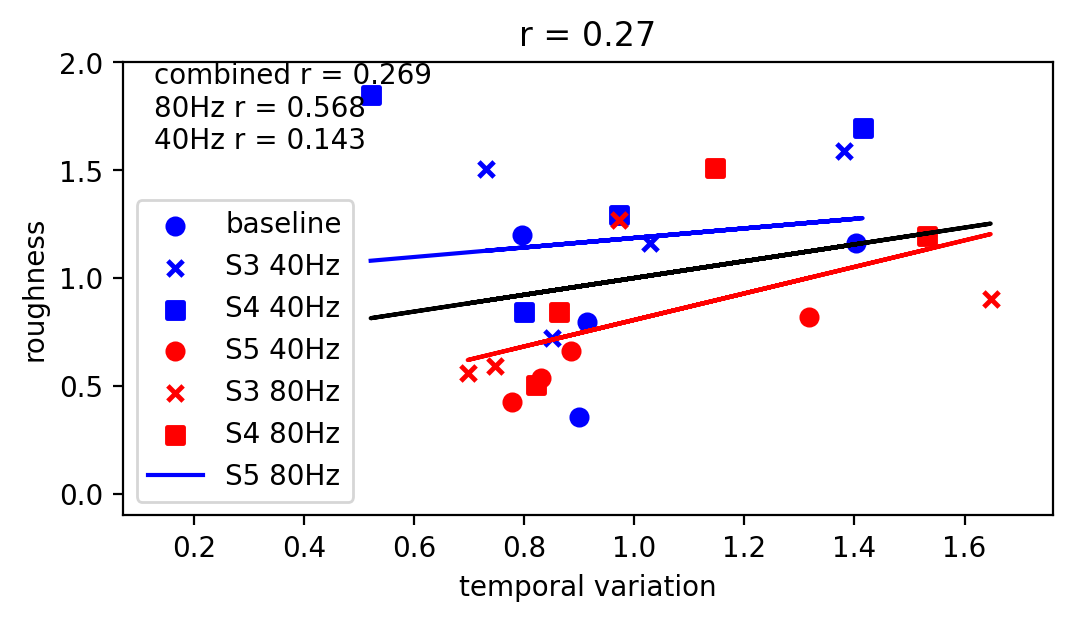 r = 0.27
combined r = 0.269
80Hz r = 0.568
40Hz r = 0.143
2.0
1.5
1.0
0.5
0.0
roughness
baseline
S3 40Hz
S4 40Hz
S5 40Hz
S3 80Hz
S4 80Hz
S5 80Hz
0.2 0.4 0.6 0.8 1.0 1.2 1.4 1.6
temporal variation